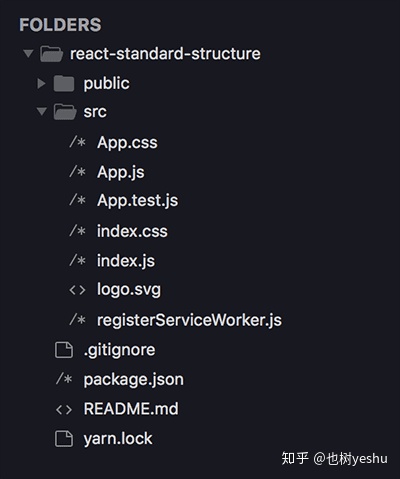 FOLDERS
react-standard-structure
public
src
/* App.css
/* App.js
/* App.test.js
/* index.css
/* index.js
<> logo.svg
/* registerServiceWorker.js
.gitignore
/* package.json
<> README.md
yarn.lock
知乎 @也树yeshu